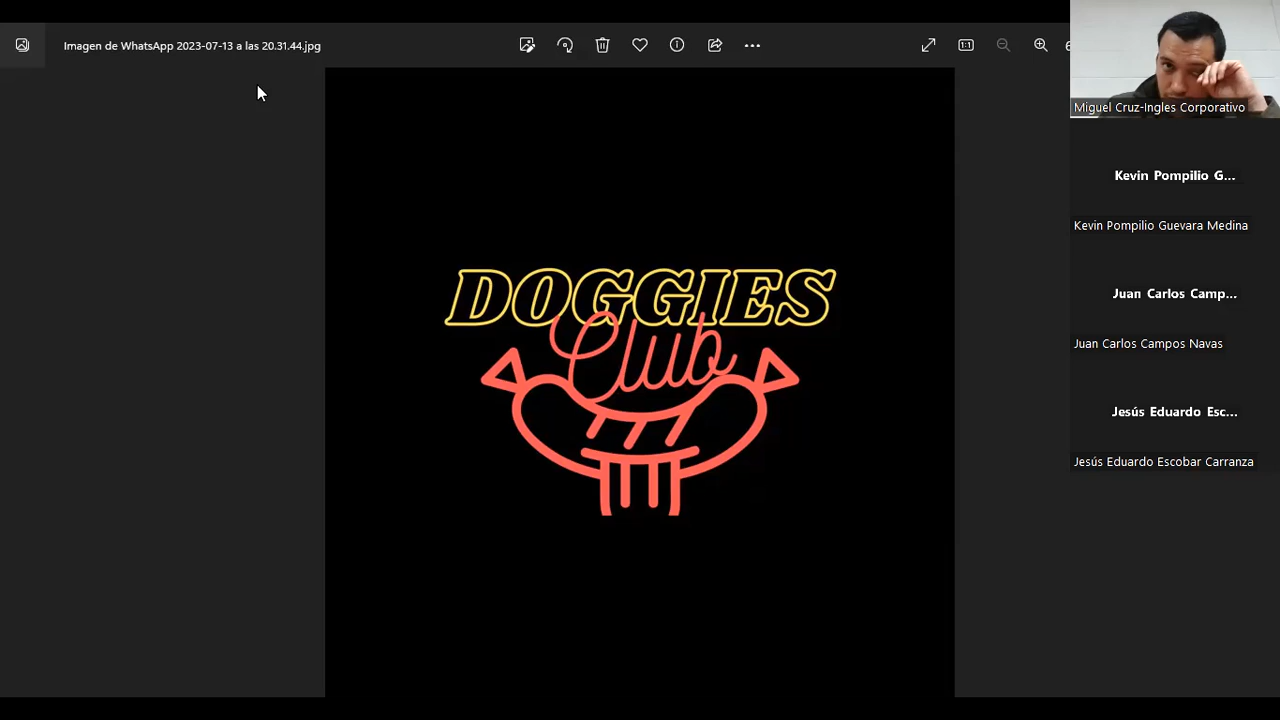 Imagen de WhatsApp 2023-07-13 a las 20.31.44.jpg
DOGGIES
Club
Miguel Cruz-Ingles Corporativo
Kevin Pompilio G...
Kevin Pompilio Guevara Medina
Juan Carlos Camp...
Juan Carlos Campos Navas
Jesús Eduardo Esc...
Jesús Eduardo Escobar Carranza